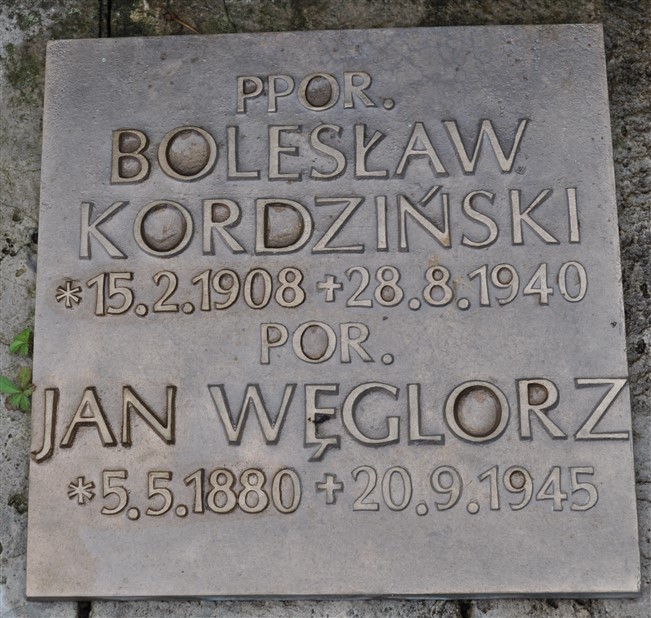 PPOR.
BOLESŁAW
KORDZIŃSKI
*15.2.1908 +28.8.1940
POR.
JAN WĘGLORZ
*5.5.1880 +20.9.1945